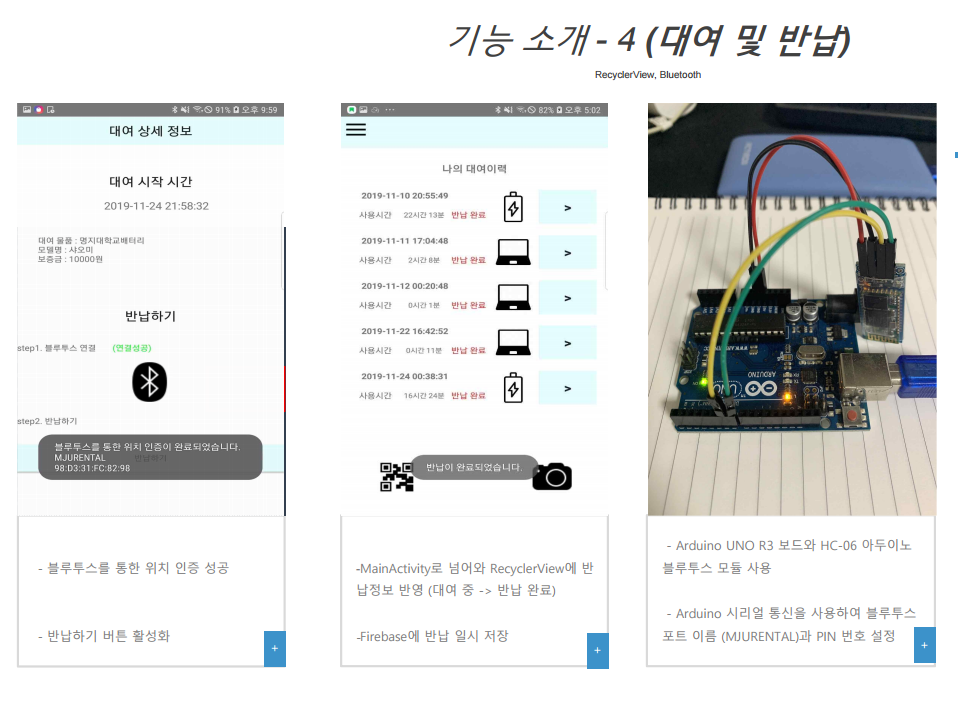 기능 소개 - 4 (대여 및 반납)
RecyclerView, Bluetooth
91% 오후 9:59
대여 상세 정보
대여 시작 시간
2019-11-24 21:58:32
대여 물품 : 명지대학교배터리
모델명 : 샤오미
보증금 : 10000원
반납하기
step1. 블루투스 연결 (연결성공)
step2. 반납하기
블루투스를 통한 위치 인증이 완료되었습니다.
MJURENTAL
98:D3:31:FC:82:98
- 블루투스를 통한 위치 인증 성공
- 반납하기 버튼 활성화
+
82% 오후 5:02
나의 대여이력
2019-11-10 20:55:49
사용시간 22시간 13분 반납 완료 >
2019-11-11 17:04:48
사용시간 2시간 8분 반납 완료 >
2019-11-12 00:20:48
사용시간 0시간 1분 반납 완료 >
2019-11-22 16:42:52
사용시간 0시간 11분 반납 완료 >
2019-11-24 00:38:31
사용시간 16시간 24분 반납 완료 >
반납이 완료되었습니다.
-MainActivity로 넘어와 RecyclerView에 반
납정보 반영 (대여 중 -> 반납 완료)
-Firebase에 반납 일시 저장
+
ARDUINO
UNO
- Arduino UNO R3 보드와 HC-06 아두이노
블루투스 모듈 사용
- Arduino 시리얼 통신을 사용하여 블루투스
포트 이름 (MJURENTAL)과 PIN 번호 설정
+